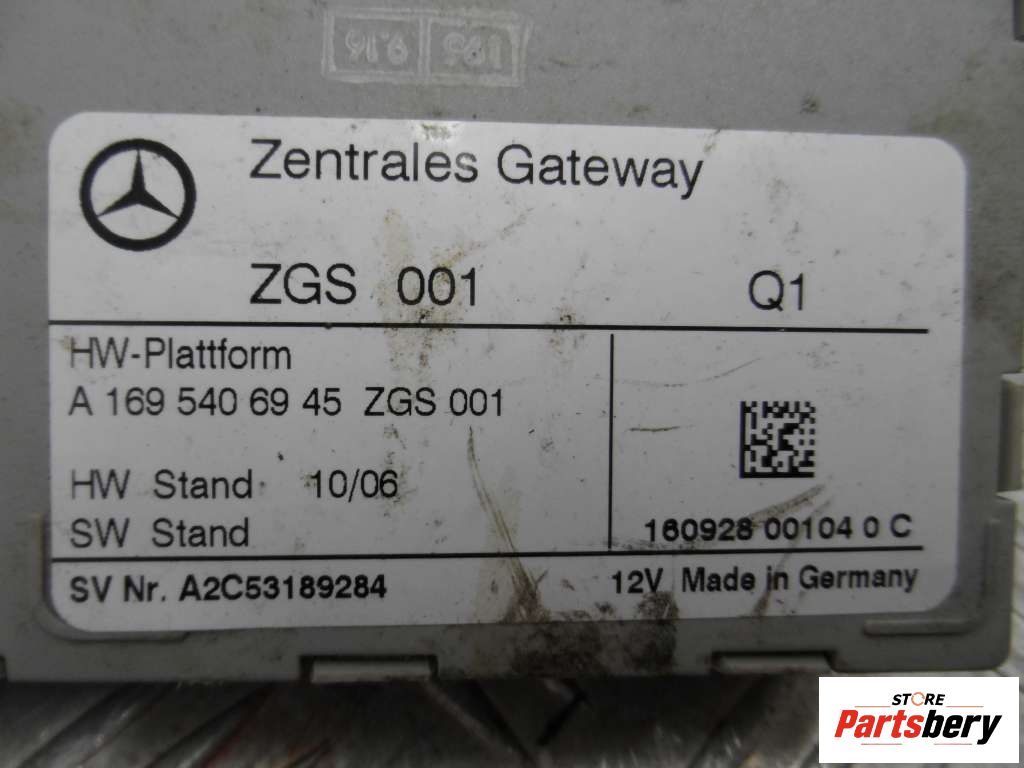 Zentrales Gateway
ZGS 001 Q1
HW-Plattform
A 169 540 69 45 ZGS 001
HW Stand 10/06
SW Stand
160928 00104 0 C
SV Nr. A2C53189284
12V Made in Germany
STORE
Partsbery